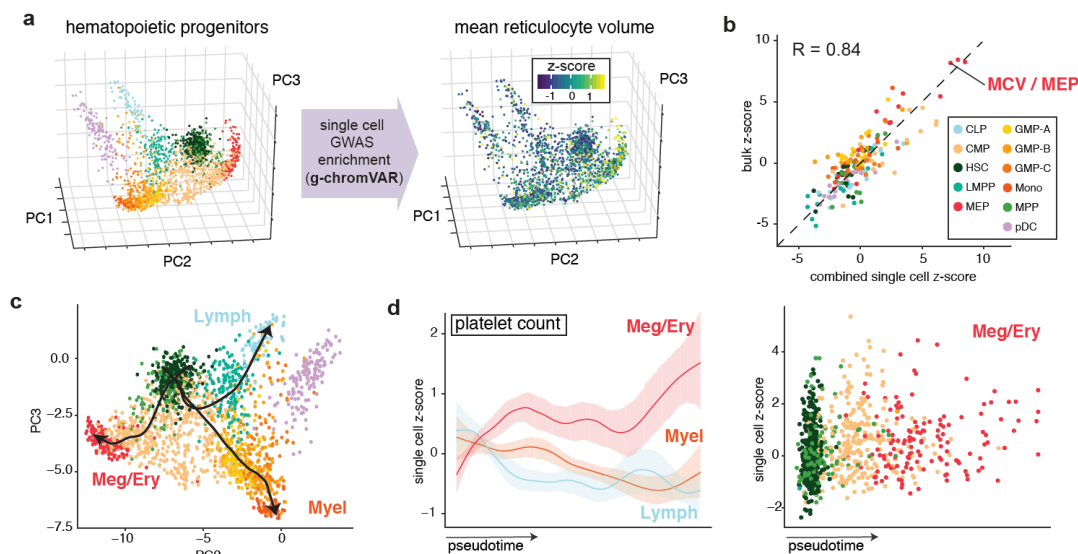 a
hematopoietic progenitors
mean reticulocyte volume
PC3
PC1
PC2
single cell
GWAS
enrichment
(g-chromVAR)
z-score
-1 0 1
PC3
PC1
PC2
b
R = 0.84
MCV / MEP
bulk z-score
10
5
0
-5
-5 0 5 10
combined single cell z-score
CLP
CMP
HSC
LMPP
MEP
GMP-A
GMP-B
GMP-C
Mono
MPP
pDC
c
Lymph
Meg/Ery
Myel
PC3
0.0
−2.5
−5.0
−7.5
−10 −5 0
d
platelet count
Meg/Ery
Myel
Lymph
single cell z-score
2
1
0
−1
pseudotime
Meg/Ery
single cell z-score
4
2
0
−2
pseudotime